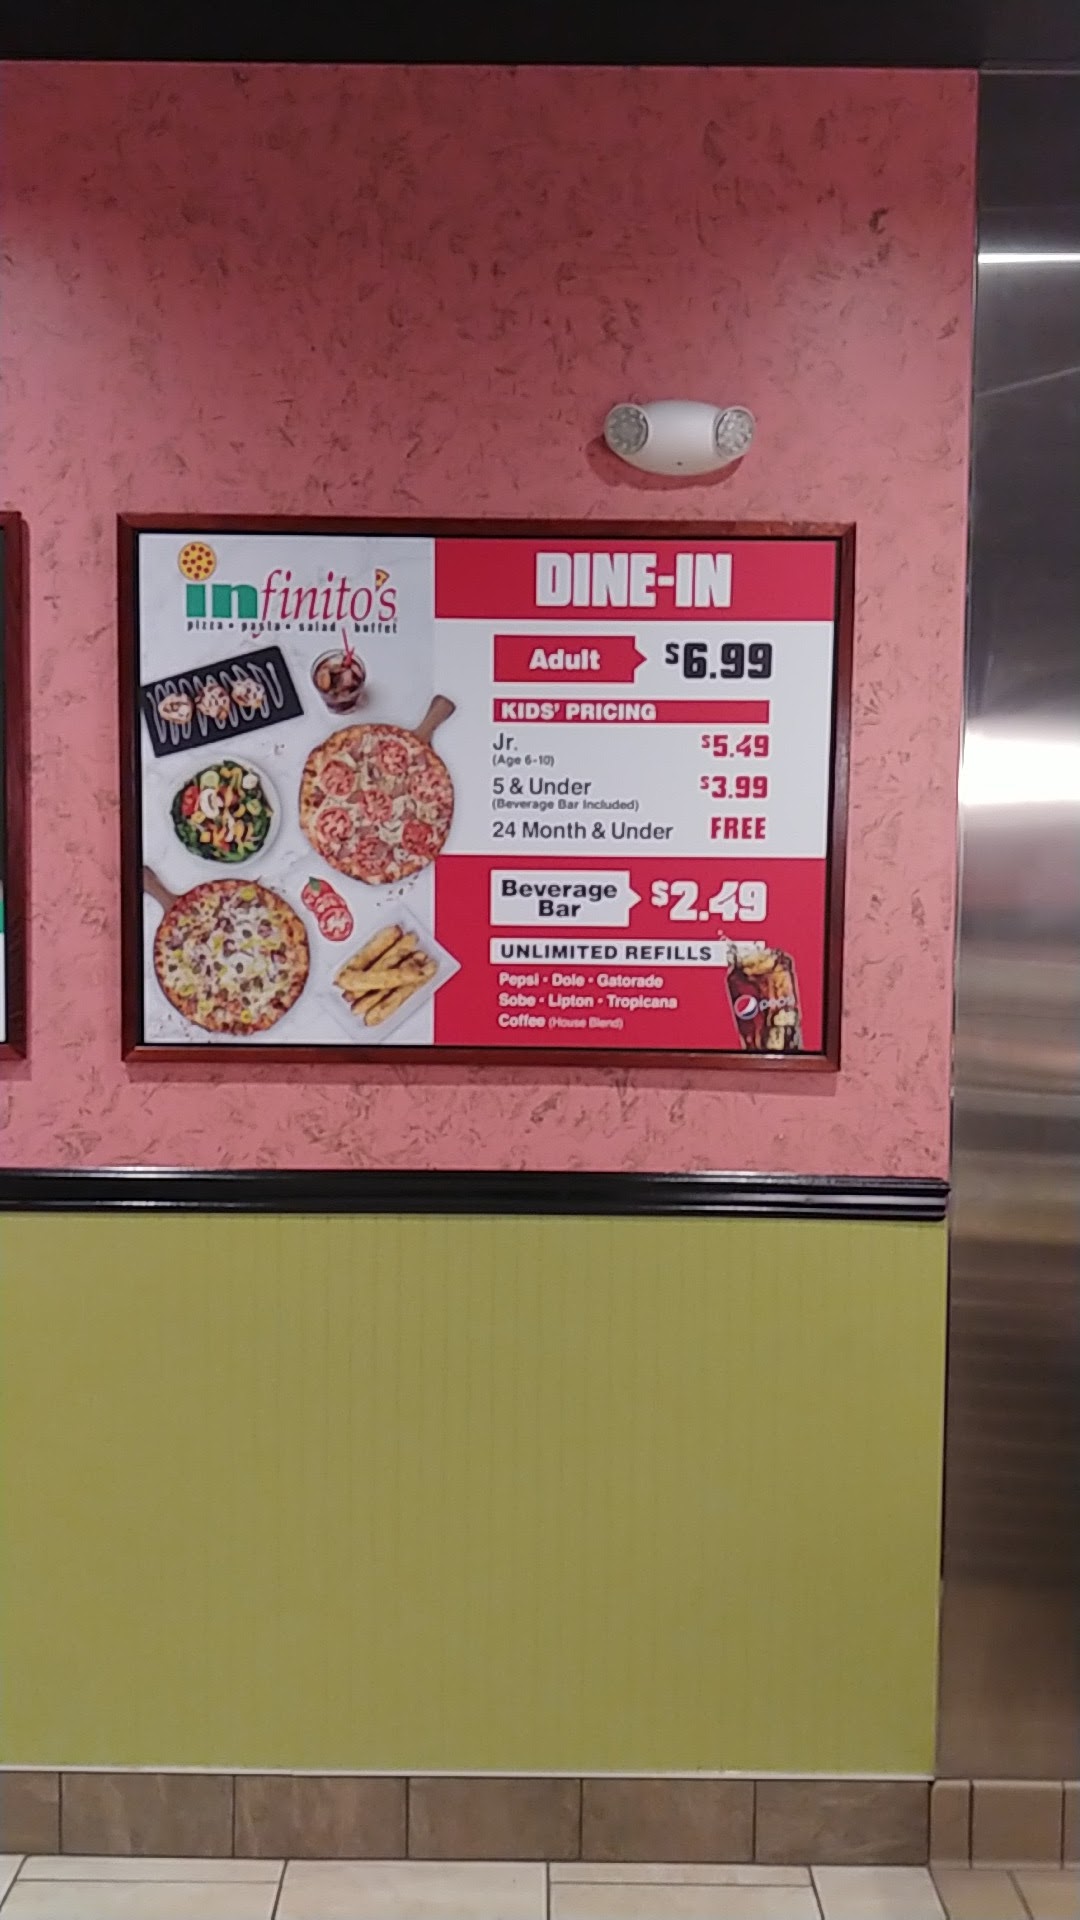 infinito's
pizza • pasta • salad • buffet
DINE-IN
Adult $6.99
KIDS' PRICING
Jr. $5.49
(Age 6-10)
5 & Under $3.99
(Beverage Bar Included)
24 Month & Under FREE
Beverage
Bar $2.49
UNLIMITED REFILLS
Pepsi • Dole • Gatorade
Sobe • Lipton • Tropicana
Coffee (House Blend)
pepsi